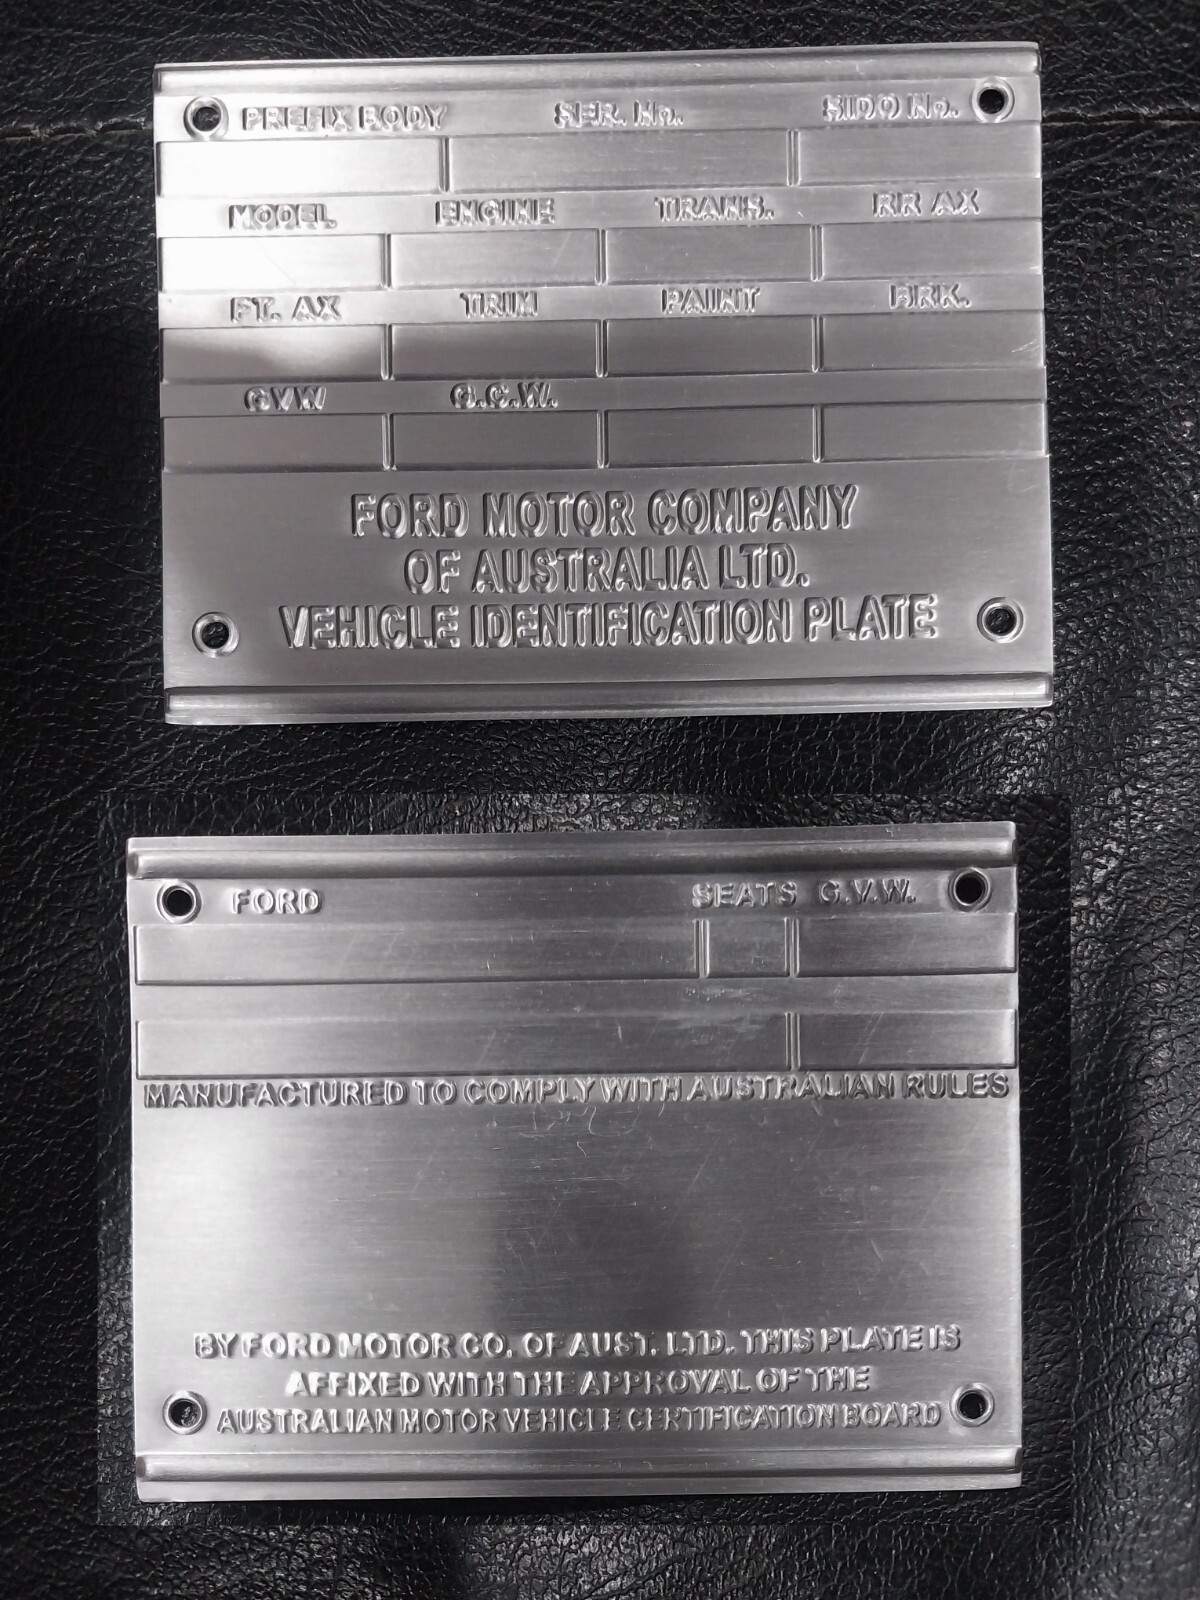 PREFIX BODY SER. No. SIDO No.
MODEL ENGINE TRANS. RR AX
FT. AX TRIM PAINT BRK.
GVW G.C.W.
FORD MOTOR COMPANY
OF AUSTRALIA LTD.
VEHICLE IDENTIFICATION PLATE
FORD SEATS G.V.W.
MANUFACTURED TO COMPLY WITH AUSTRALIAN RULES
BY FORD MOTOR CO. OF AUST. LTD. THIS PLATE IS
AFFIXED WITH THE APPROVAL OF THE
AUSTRALIAN MOTOR VEHICLE CERTIFICATION BOARD